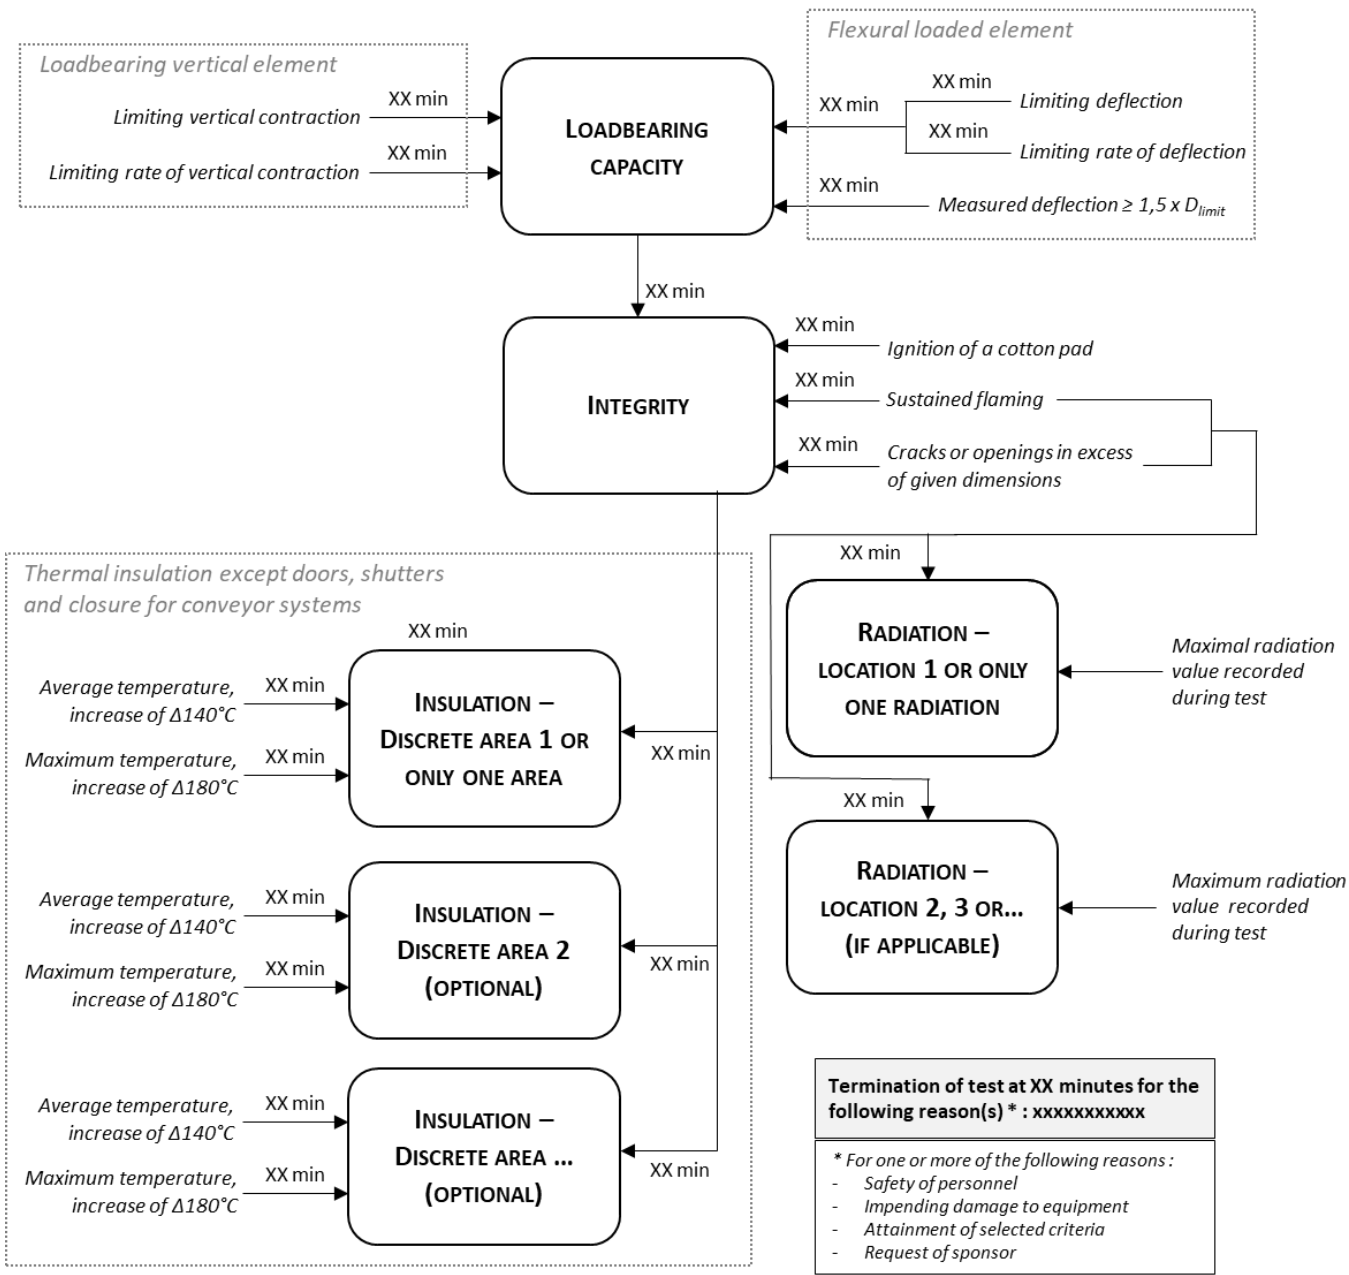 Flexural loaded element
Loadbearing vertical element
XX min
Limiting vertical contraction
XX min
Limiting rate of vertical contraction
LOADBEARING
CAPACITY
XX min
XX min
Limiting deflection
XX min
Limiting rate of deflection
XX min
Measured deflection ≥ 1,5 x Dlimit
XX min
INTEGRITY
XX min
Ignition of a cotton pad
XX min
Sustained flaming
XX min
Cracks or openings in excess
of given dimensions
Thermal insulation except doors, shutters
and closure for conveyor systems
XX min
Average temperature,
increase of Δ140°C
XX min
Maximum temperature,
increase of Δ180°C
XX min
INSULATION –
DISCRETE AREA 1 OR
ONLY ONE AREA
XX min
Average temperature,
increase of Δ140°C
XX min
Maximum temperature,
increase of Δ180°C
XX min
INSULATION –
DISCRETE AREA 2
(OPTIONAL)
XX min
Average temperature,
increase of Δ140°C
XX min
Maximum temperature,
increase of Δ180°C
XX min
INSULATION –
DISCRETE AREA ...
(OPTIONAL)
XX min
XX min
RADIATION –
LOCATION 1 OR ONLY
ONE RADIATION
Maximal radiation
value recorded
during test
XX min
RADIATION –
LOCATION 2, 3 OR...
(IF APPLICABLE)
Maximum radiation
value recorded
during test
Termination of test at XX minutes for the
following reason(s) * : xxxxxxxxxxx
* For one or more of the following reasons :
- Safety of personnel
- Impending damage to equipment
- Attainment of selected criteria
- Request of sponsor